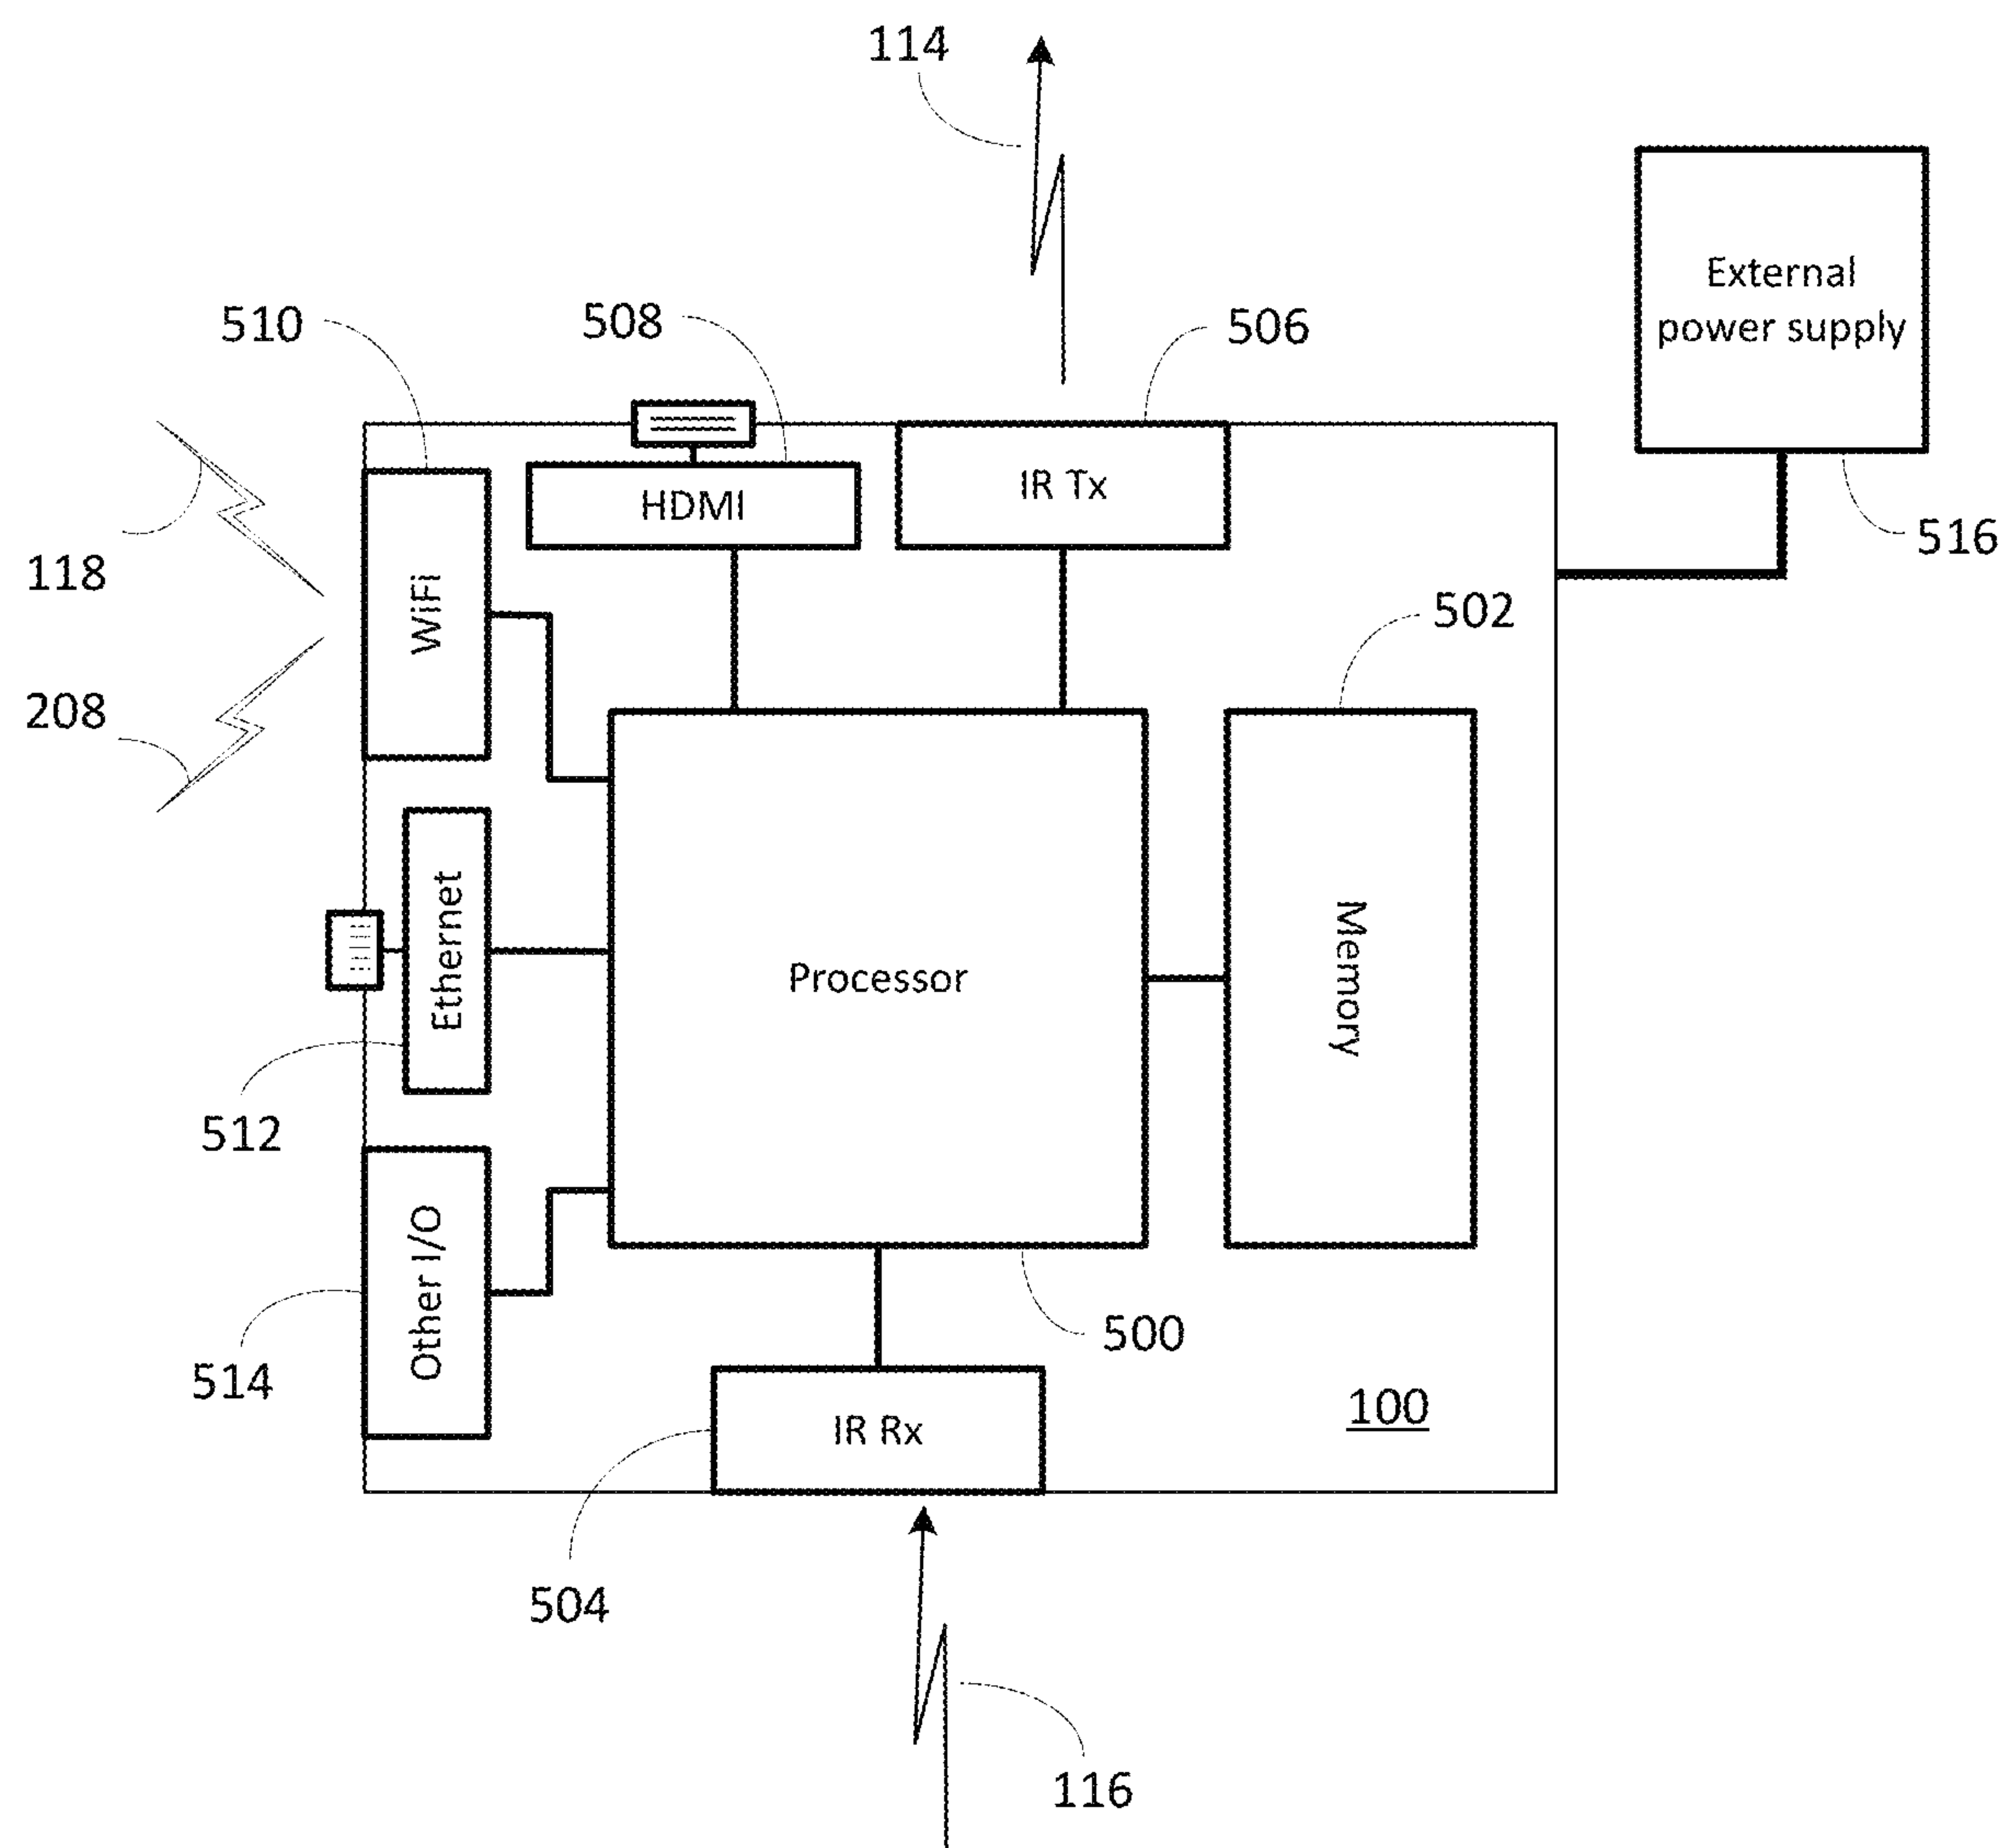 114
External
power supply
510
508
506
516
IR Tx
HDMI
118
WiFi
502
208
Ethernet
Processor
Memory
512
Other I/O
500
514
100
IR Rx
504
116